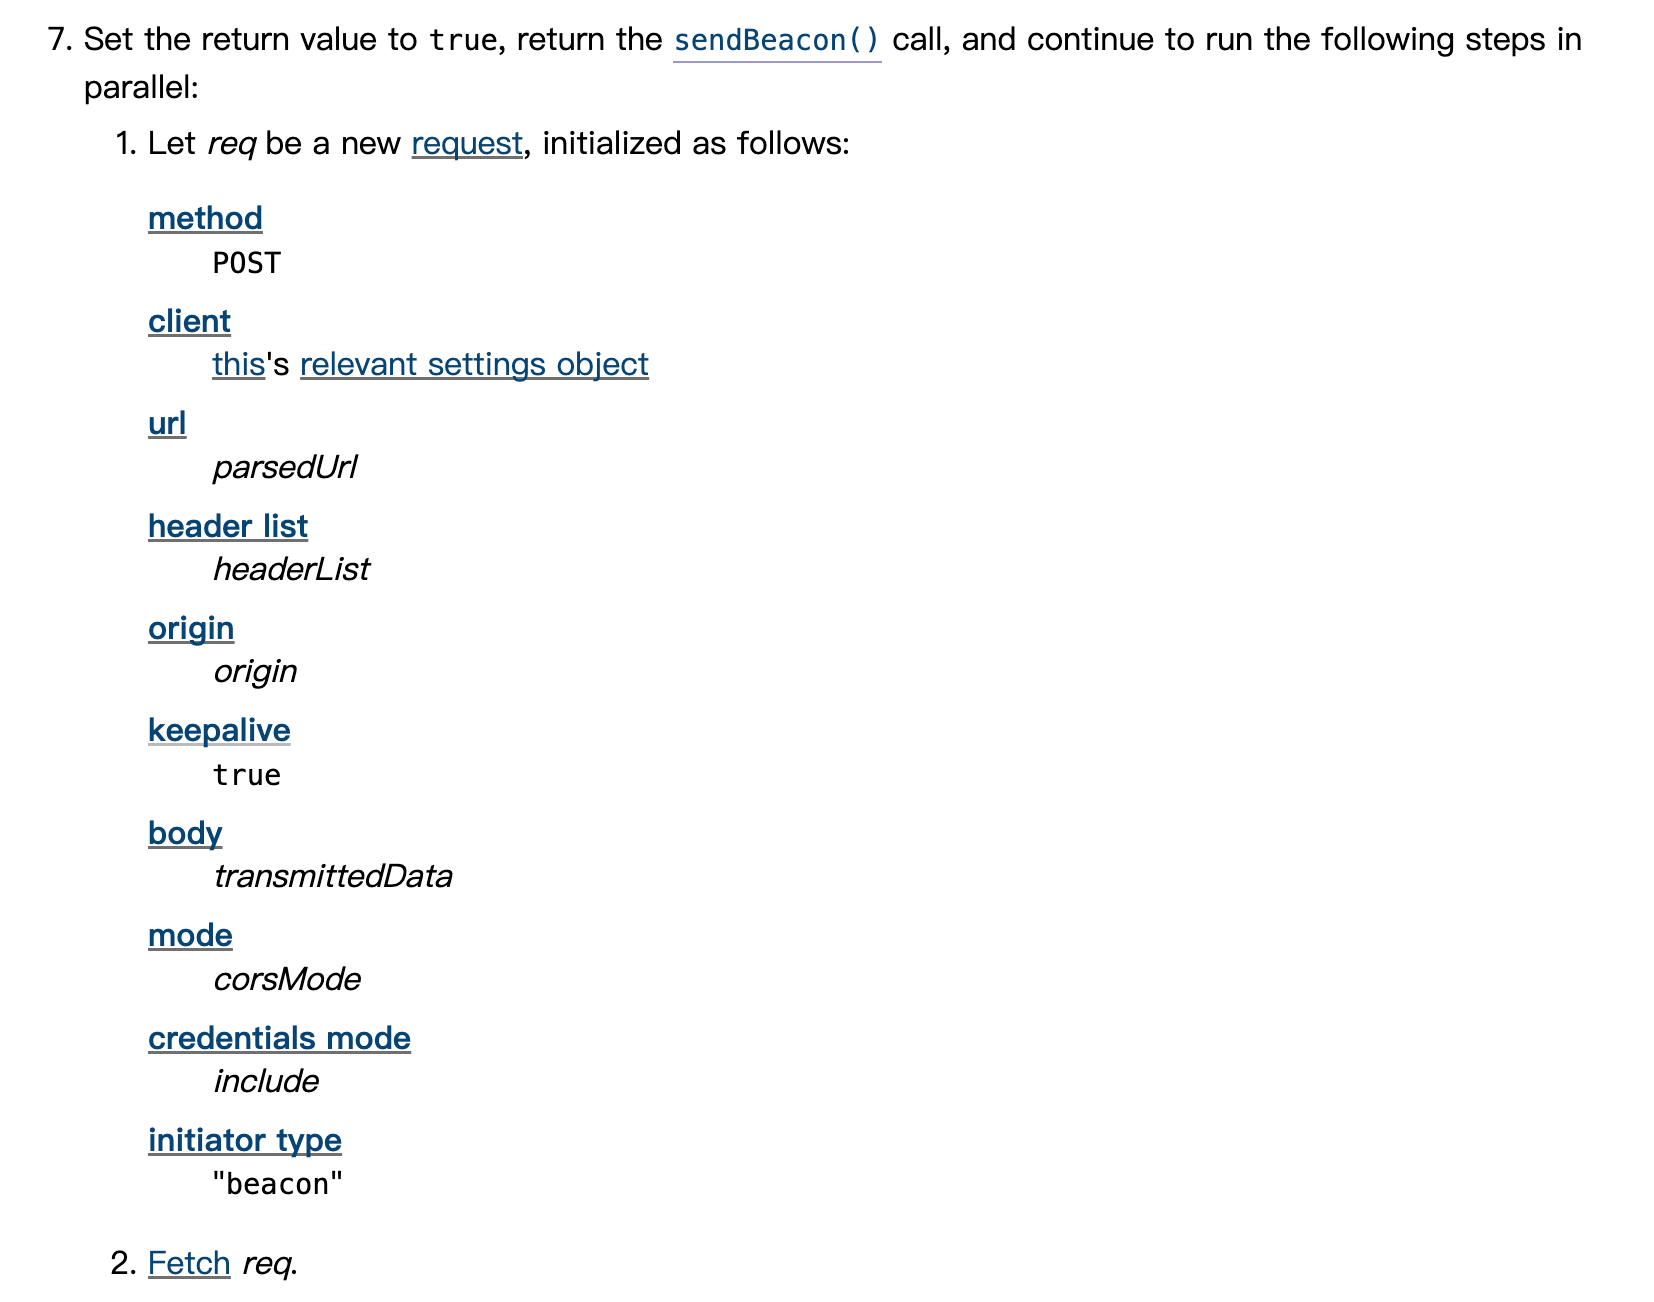 7. Set the return value to true, return the sendBeacon() call, and continue to run the following steps in
parallel:
1. Let req be a new request, initialized as follows:
method
POST
client
this's relevant settings object
url
parsedUrl
header list
headerList
origin
origin
keepalive
true
body
transmittedData
mode
corsMode
credentials mode
include
initiator type
"beacon"
2. Fetch req.